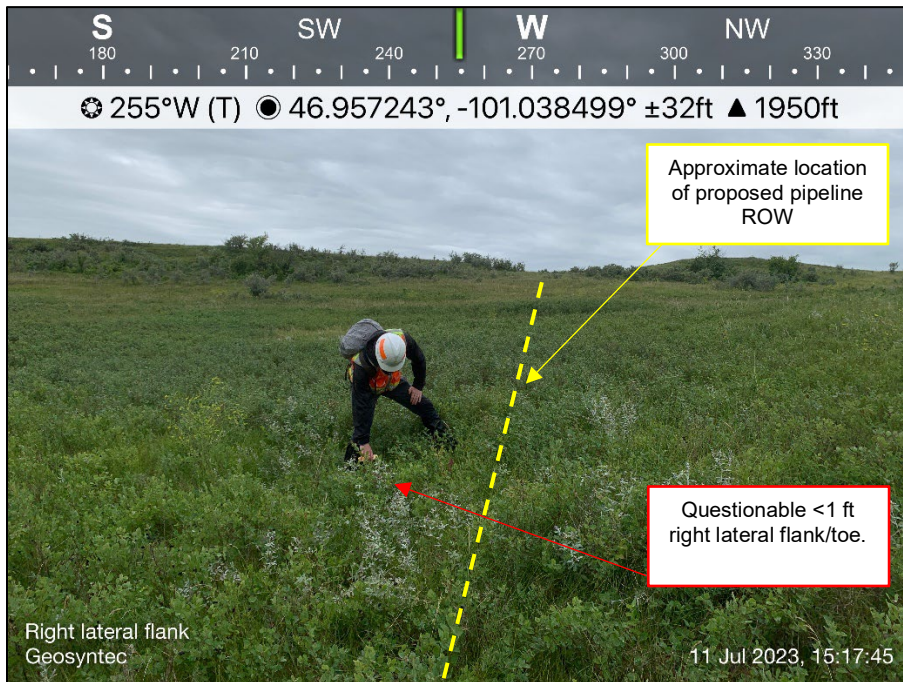 S SW W NW
180 210 240 270 300 330
255°W (T) 46.957243°, -101.038499° ±32ft ▲ 1950ft
Approximate location
of proposed pipeline
ROW
Questionable <1 ft
right lateral flank/toe.
Right lateral flank
Geosyntec
11 Jul 2023, 15:17:45